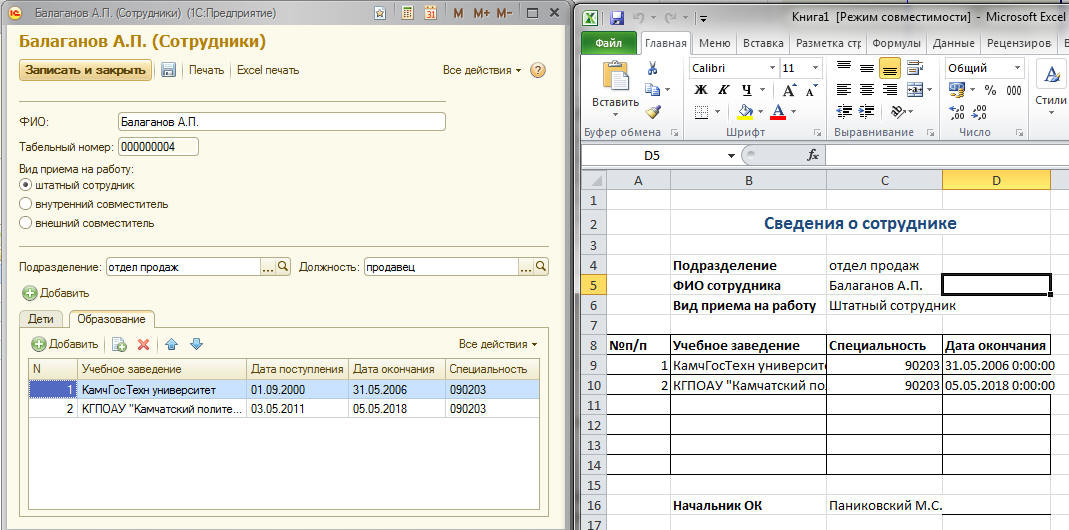 Балаганов А.П. (Сотрудники) (1С:Предприятие)
M M+ M-
Балаганов А.П. (Сотрудники)
Записать и закрыть Печать Excel печать Все действия
ФИО: Балаганов А.П.
Табельный номер: 000000004
Вид приема на работу:
штатный сотрудник
внутренний совместитель
внешний совместитель
Подразделение: отдел продаж ... Должность: продавец ...
Добавить
Дети Образование
Добавить Все действия
N Учебное заведение Дата поступления Дата окончания Специальность
1 КамчГосТехн университет 01.09.2000 31.05.2006 090203
2 КГПОАУ "Камчатский полите... 03.05.2011 05.05.2018 090203
Книга1 [Режим совместимости] - Microsoft Excel
Файл Главная Меню Вставка Разметка стр Формулы Данные Рецензиров
Вставить
Calibri 11
Ж К Ч
Общий
% 000
Стили
Буфер обмена Шрифт Выравнивание Число
D5 fx
A B C D
1
2 Сведения о сотруднике
3
4 Подразделение отдел продаж
5 ФИО сотрудника Балаганов А.П.
6 Вид приема на работу Штатный сотрудник
7
8 №п/п Учебное заведение Специальность Дата окончания
9 1 КамчГосТехн университ 90203 31.05.2006 0:00:00
10 2 КГПОАУ "Камчатский пол 90203 05.05.2018 0:00:00
11
12
13
14
15
16 Начальник ОК Паниковский М.С.
17